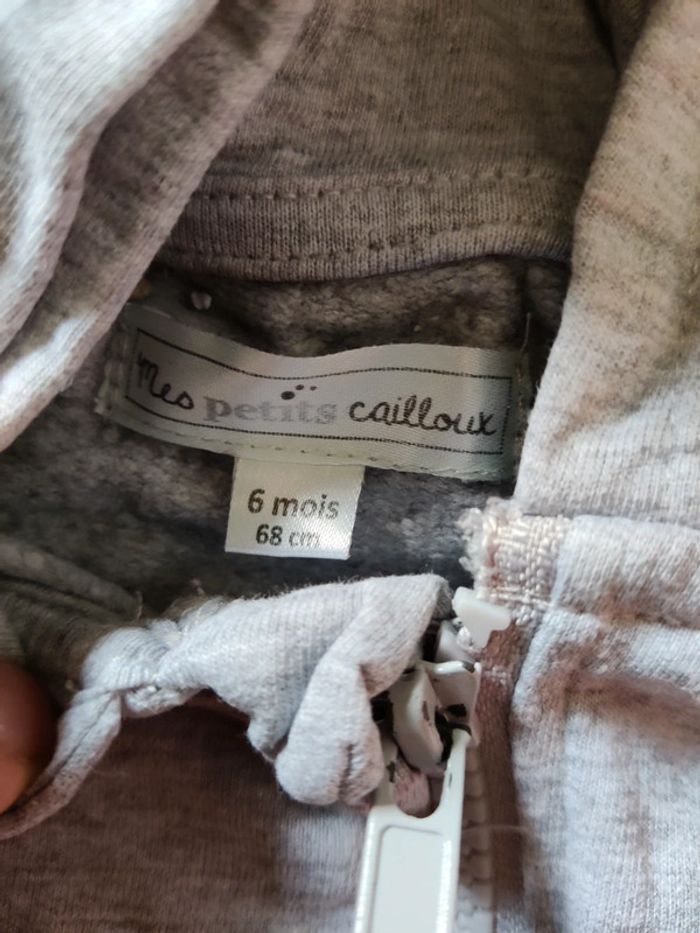 Mes petits cailloux
6 mois
68 cm